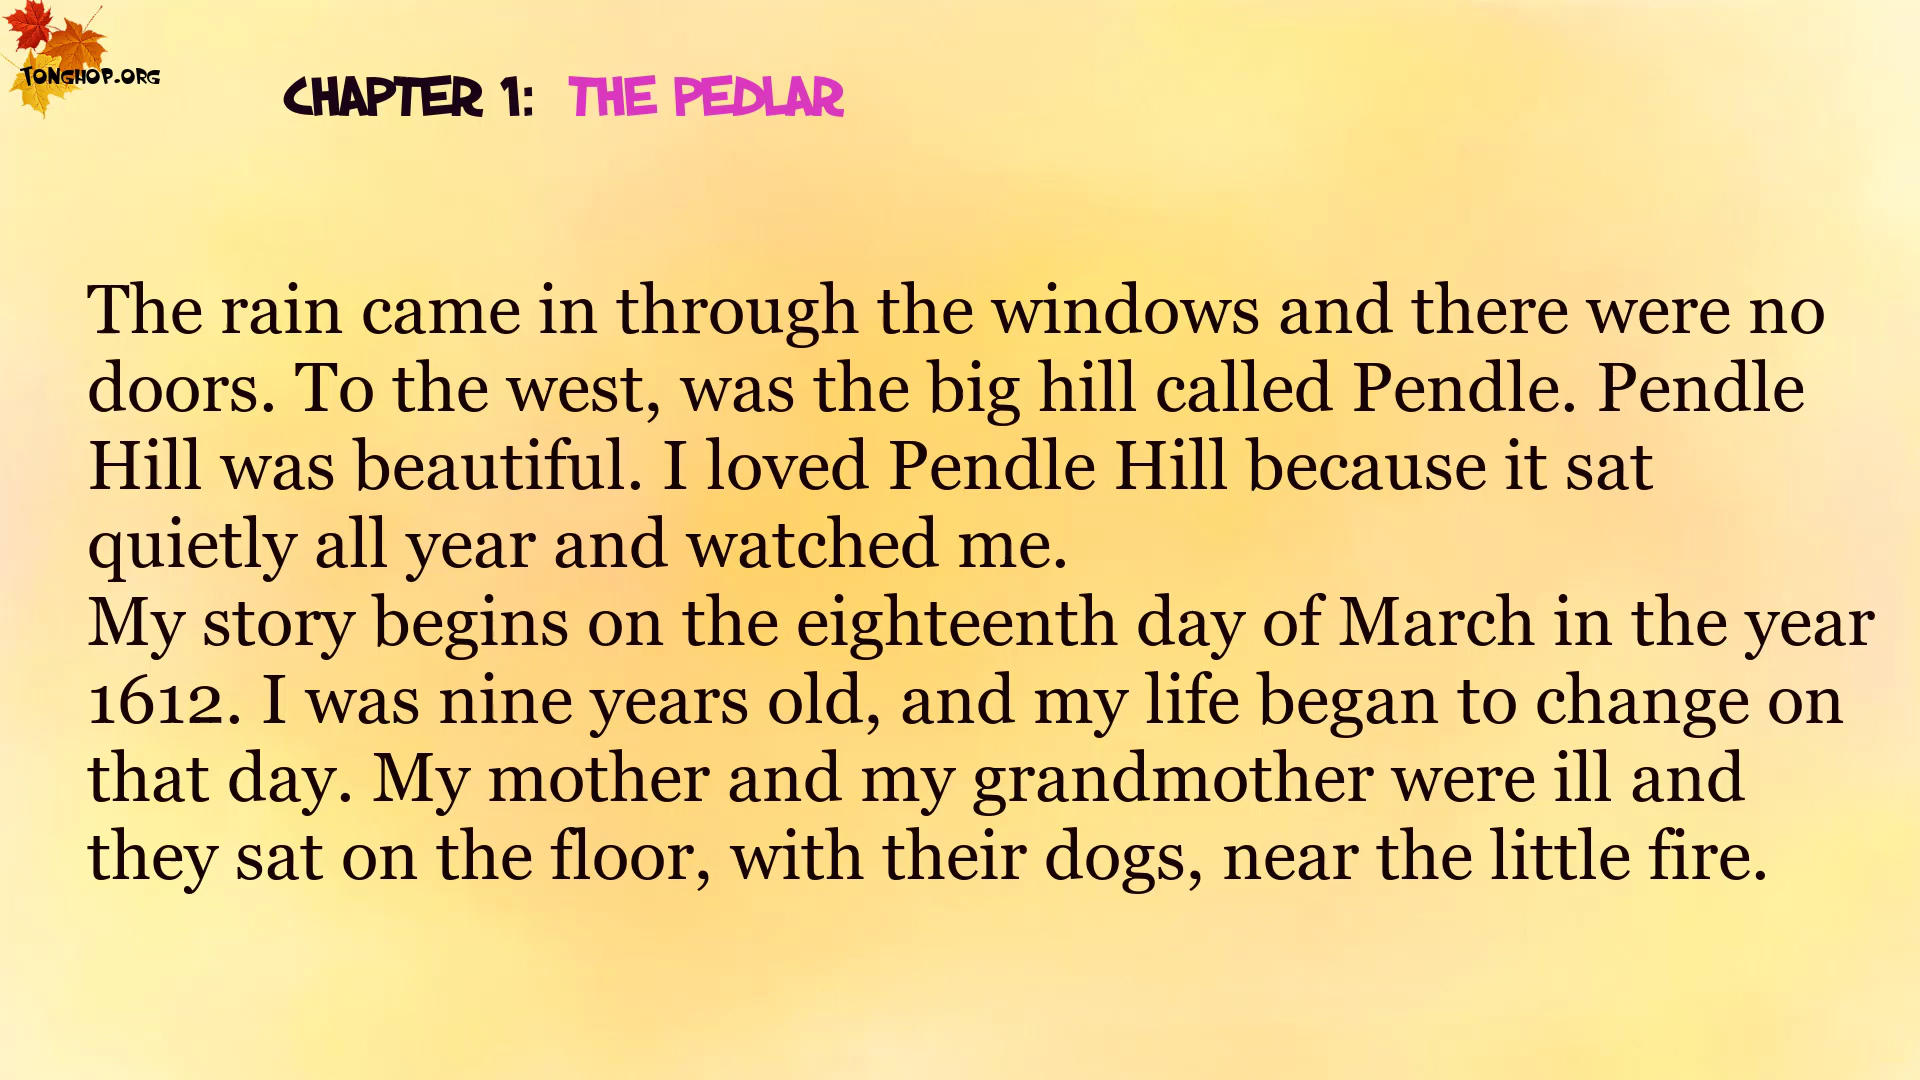 TONGHOP.ORG
CHAPTER 1: THE PEDLAR
The rain came in through the windows and there were no
doors. To the west, was the big hill called Pendle. Pendle
Hill was beautiful. I loved Pendle Hill because it sat
quietly all year and watched me.
My story begins on the eighteenth day of March in the year
1612. I was nine years old, and my life began to change on
that day. My mother and my grandmother were ill and
they sat on the floor, with their dogs, near the little fire.